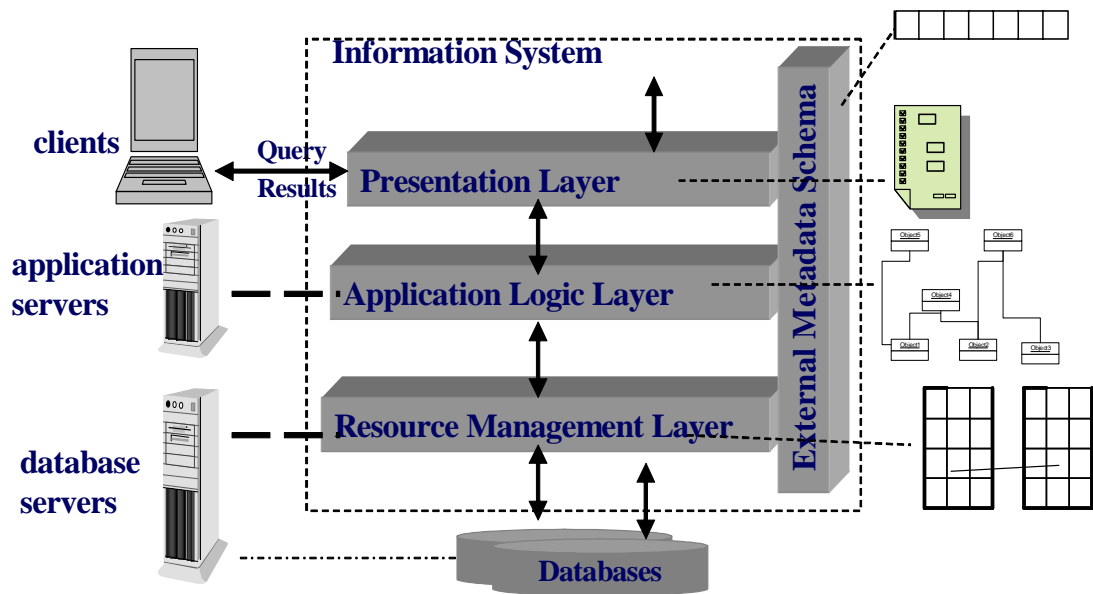 Information System
clients
Query
Results
Presentation Layer
External Metadata Schema
application
servers
Application Logic Layer
Object5
Object6
Object4
Object1
Object2
Object3
database
servers
Resource Management Layer
Databases